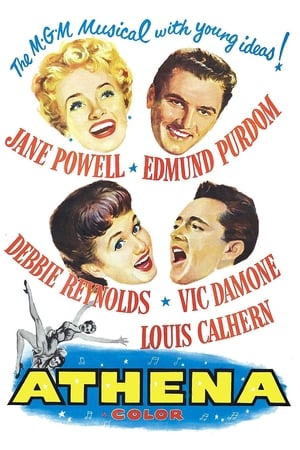 The M-G-M Musical with young ideas!
JANE POWELL ★ EDMUND PURDOM
DEBBIE REYNOLDS ★ VIC DAMONE
LOUIS CALHERN
ATHENA
COLOR